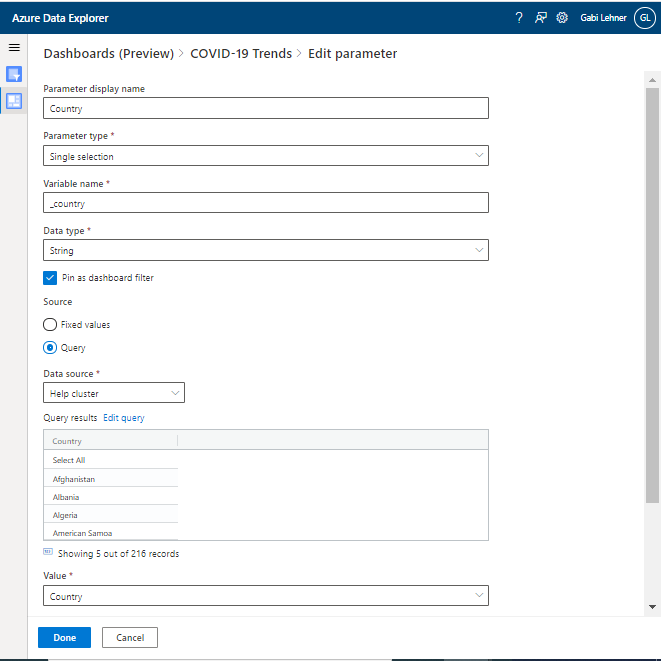 Azure Data Explorer
? Gabi Lehner GL
Dashboards (Preview) > COVID-19 Trends > Edit parameter
Parameter display name
Country
Parameter type *
Single selection
Variable name *
_country
Data type *
String
Pin as dashboard filter
Source
Fixed values
Query
Data source *
Help cluster
Query results Edit query
Country
Select All
Afghanistan
Albania
Algeria
American Samoa
Showing 5 out of 216 records
Value *
Country
Done Cancel